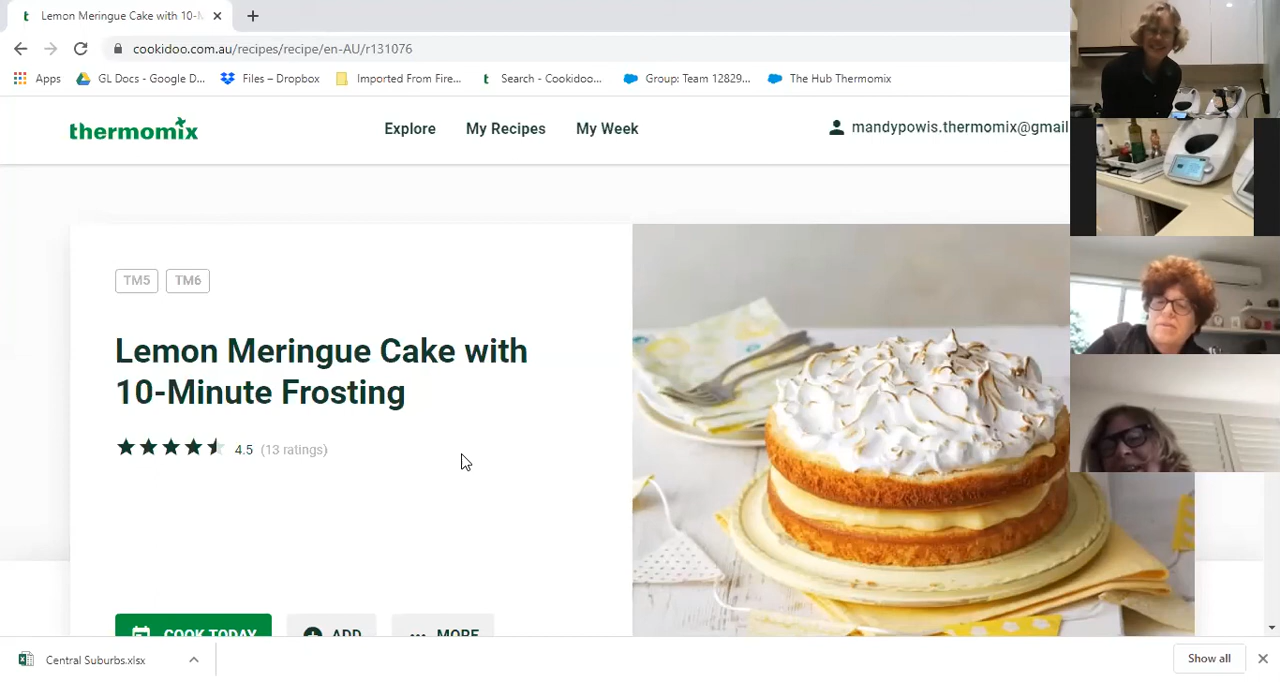 Lemon Meringue Cake with 10-M
cookidoo.com.au/recipes/recipe/en-AU/r131076
Apps GL Docs - Google D... Files – Dropbox Imported From Fire... Search - Cookidoo... Group: Team 12829... The Hub Thermomix
thermomix Explore My Recipes My Week mandypowis.thermomix@gmail
TM5 TM6
Lemon Meringue Cake with
10-Minute Frosting
4.5 (13 ratings)
COOK TODAY ADD MORE
Central Suburbs.xlsx Show all